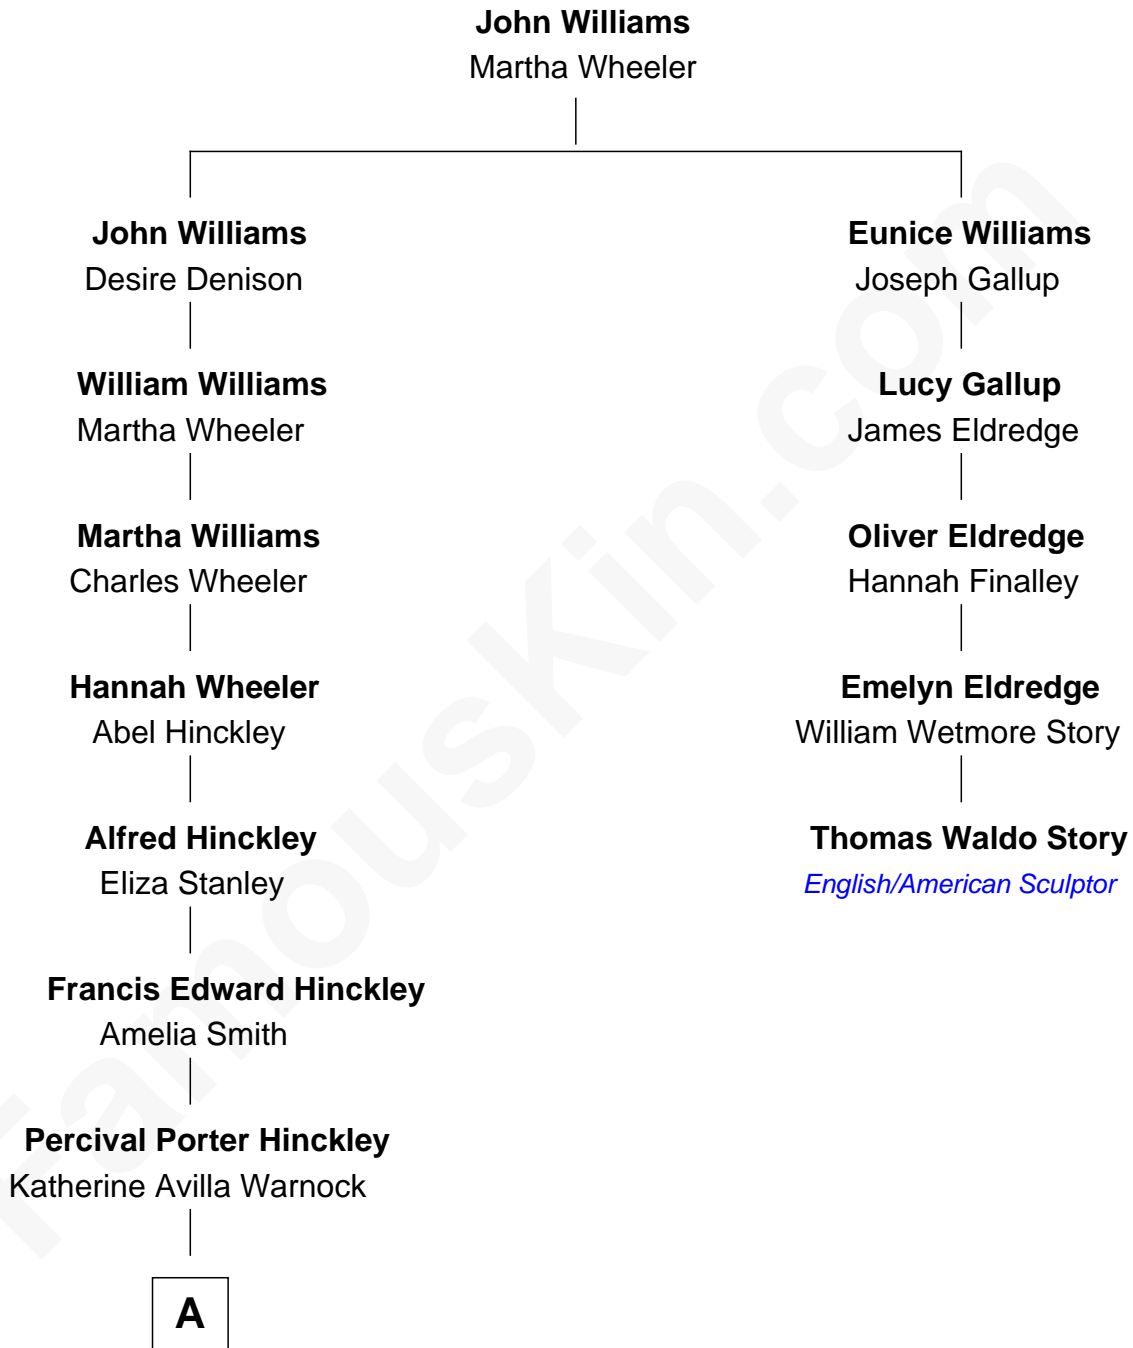 John Williams
Martha Wheeler
John Williams
Desire Denison
Eunice Williams
Joseph Gallup
William Williams
Martha Wheeler
Lucy Gallup
James Eldredge
Martha Williams
Charles Wheeler
Oliver Eldredge
Hannah Finalley
Hannah Wheeler
Abel Hinckley
Emelyn Eldredge
William Wetmore Story
Alfred Hinckley
Eliza Stanley
Thomas Waldo Story
English/American Sculptor
Francis Edward Hinckley
Amelia Smith
Percival Porter Hinckley
Katherine Avilla Warnock
A
FamousKin.com